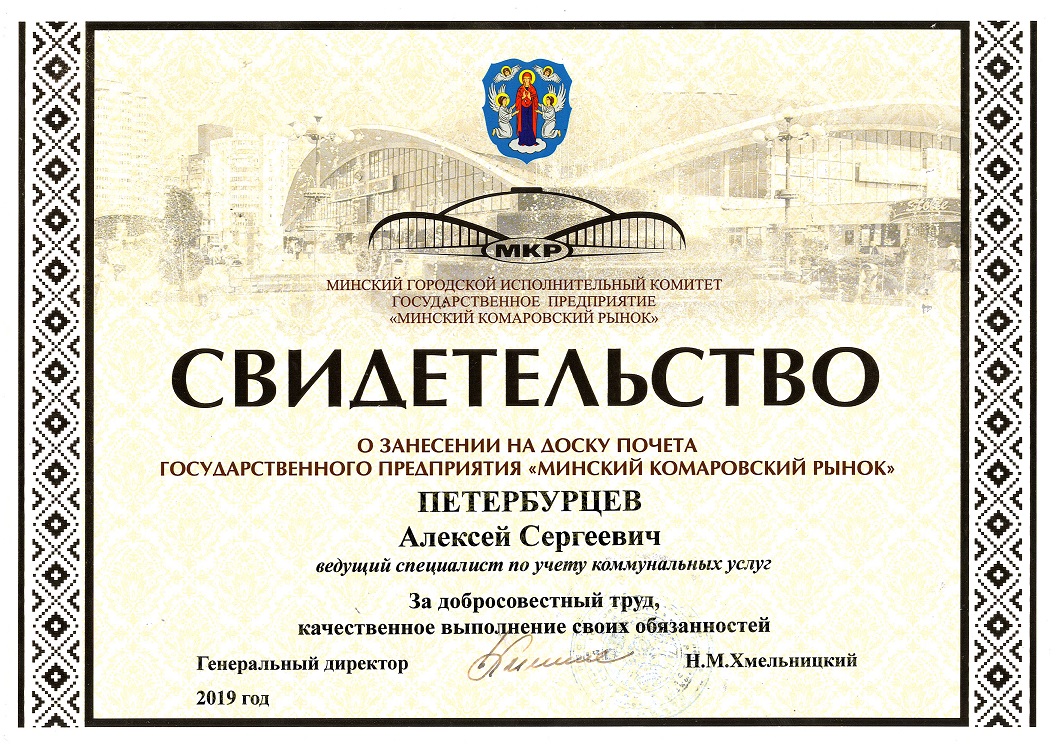 МКР
МИНСКИЙ ГОРОДСКОЙ ИСПОЛНИТЕЛЬНЫЙ КОМИТЕТ
ГОСУДАРСТВЕННОЕ ПРЕДПРИЯТИЕ
«МИНСКИЙ КОМАРОВСКИЙ РЫНОК»
СВИДЕТЕЛЬСТВО
О ЗАНЕСЕНИИ НА ДОСКУ ПОЧЕТА
ГОСУДАРСТВЕННОГО ПРЕДПРИЯТИЯ «МИНСКИЙ КОМАРОВСКИЙ РЫНОК»
ПЕТЕРБУРЦЕВ
Алексей Сергеевич
ведущий специалист по учету коммунальных услуг
За добросовестный труд,
качественное выполнение своих обязанностей
Генеральный директор Н.М.Хмельницкий
2019 год